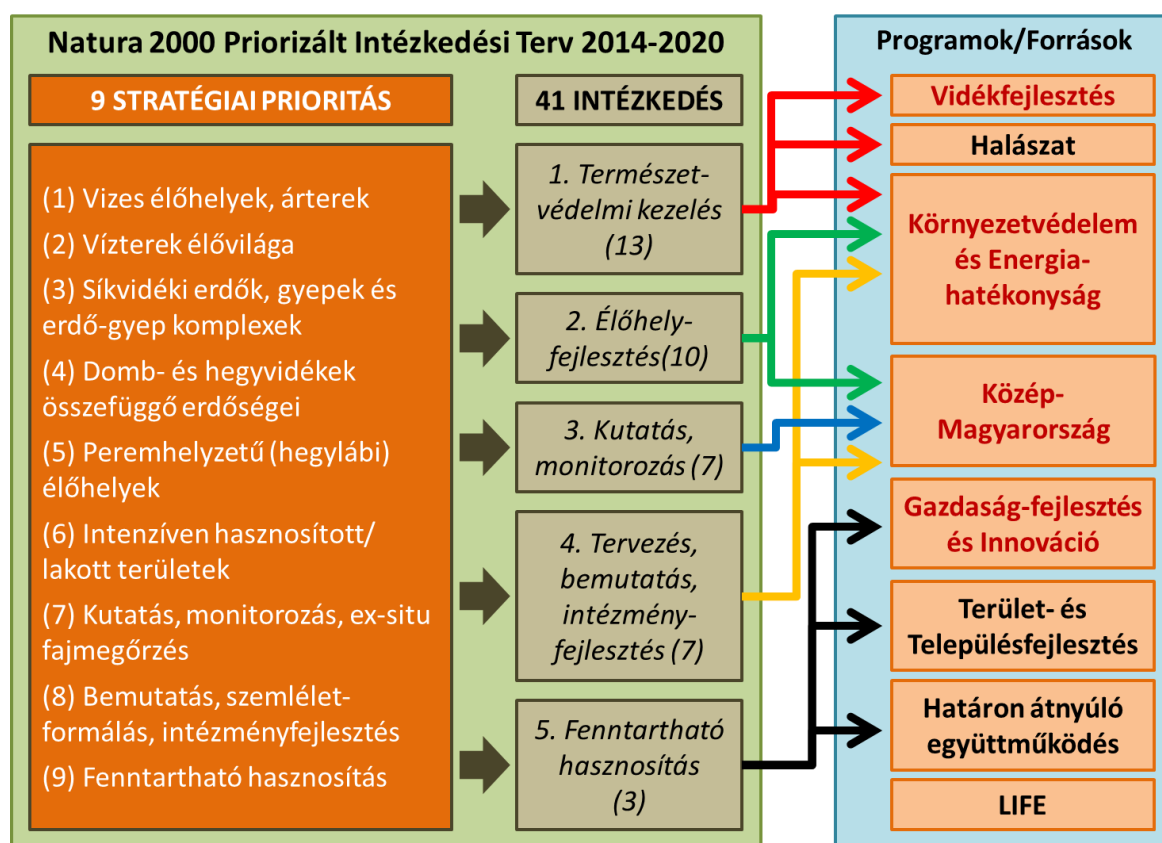 Natura 2000 Priorizált Intézkedési Terv 2014-2020
9 STRATÉGIAI PRIORITÁS
(1) Vizes élőhelyek, árterek
(2) Vízterek élővilága
(3) Síkvidéki erdők, gyepek és
erdő-gyep komplexek
(4) Domb- és hegyvidékek
összefüggő erdőségei
(5) Peremhelyzetű (hegylábi)
élőhelyek
(6) Intenzíven hasznosított/
lakott területek
(7) Kutatás, monitorozás, ex-situ
fajmegőrzés
(8) Bemutatás, szemlélet-
formálás, intézményfejlesztés
(9) Fenntartható hasznosítás
41 INTÉZKEDÉS
1. Természet-
védelmi kezelés
(13)
2. Élőhely-
fejlesztés(10)
3. Kutatás,
monitorozás (7)
4. Tervezés,
bemutatás,
intézmény-
fejlesztés (7)
5. Fenntartható
hasznosítás
(3)
Programok/Források
Vidékfejlesztés
Halászat
Környezetvédelem
és Energia-
hatékonyság
Közép-
Magyarország
Gazdaság-fejlesztés
és Innováció
Terület- és
Településfejlesztés
Határon átnyúló
együttműködés
LIFE